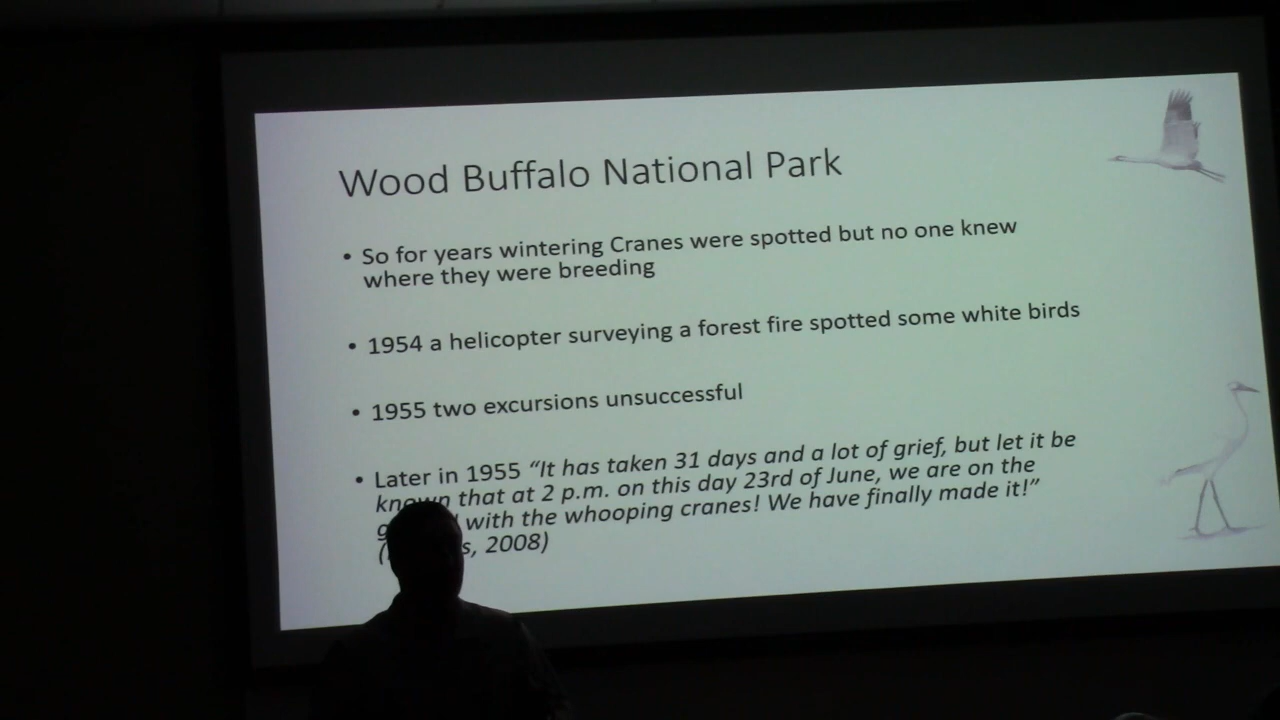 Wood Buffalo National Park
• So for years wintering Cranes were spotted but no one knew
where they were breeding
• 1954 a helicopter surveying a forest fire spotted some white birds
• 1955 two excursions unsuccessful
• Later in 1955 “It has taken 31 days and a lot of grief, but let it be
known that at 2 p.m. on this day 23rd of June, we are on the
with the whooping cranes! We have finally made it!”
2008)